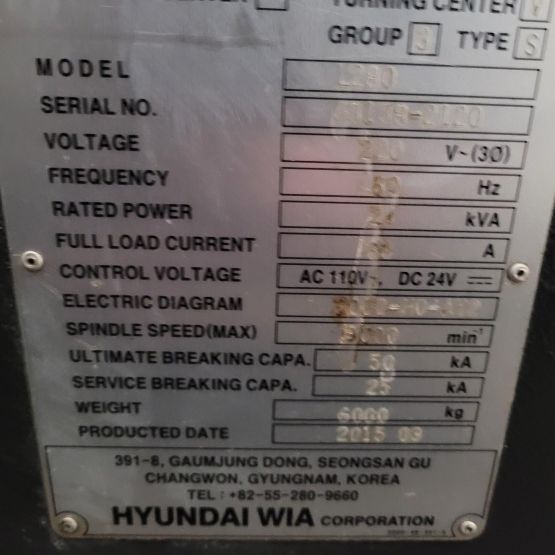 TURNING CENTER
GROUP 3 TYPE S
MODEL
SERIAL NO.
VOLTAGE V~(3Ø)
FREQUENCY Hz
RATED POWER kVA
FULL LOAD CURRENT A
CONTROL VOLTAGE AC 110V~, DC 24V
ELECTRIC DIAGRAM
SPINDLE SPEED(MAX) min⁻¹
ULTIMATE BREAKING CAPA. 50 kA
SERVICE BREAKING CAPA. 25 kA
WEIGHT 6000 kg
PRODUCTED DATE 2015 09
391-8, GAUMJUNG DONG, SEONGSAN GU
CHANGWON, GYUNGNAM, KOREA
TEL : +82-55-280-9660
HYUNDAI WIA CORPORATION